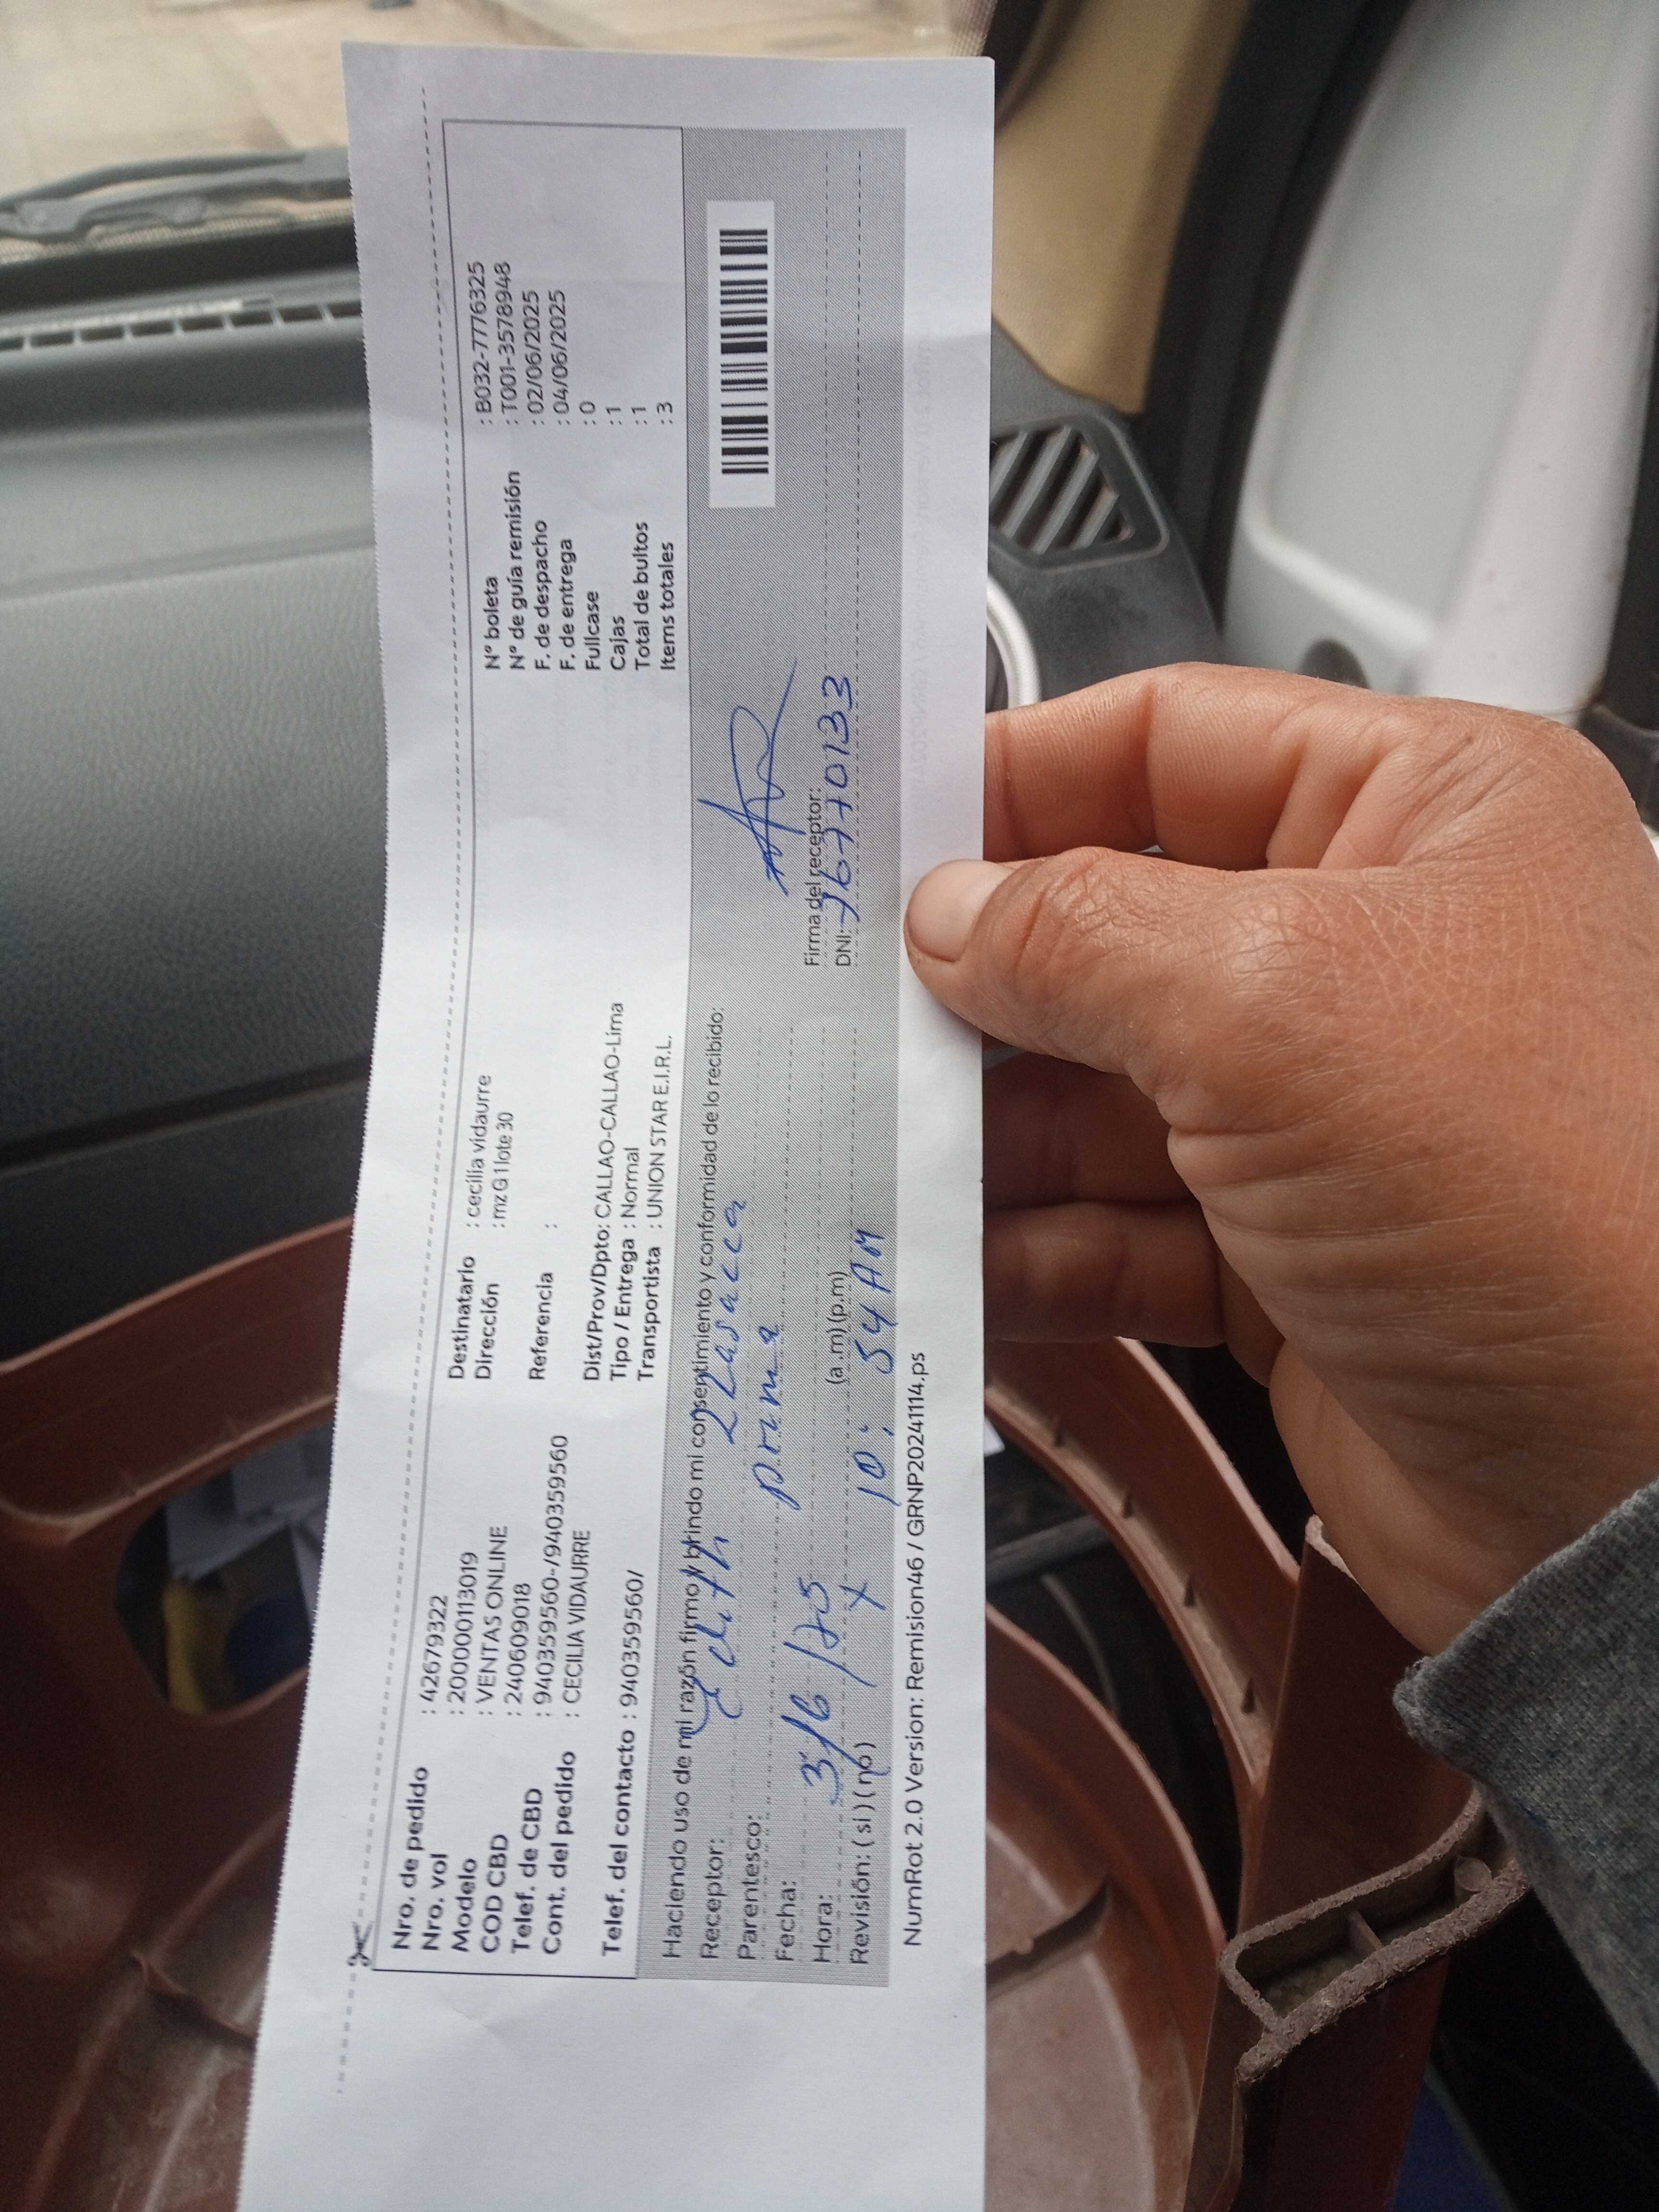 Nro. de pedido : 42679322
Nro. vol : 20000011 3019
Modelo : VENTAS ONLINE
COD CBD : 240609018
Telef. de CBD : 940359560-/940359560
Cont. del pedido : CECILIA VIDAURRE
Telef. del contacto : 940359560/
Destinatario : cecilia vidaurre
Dirección : mz G 1 lote 30
Referencia :
Dist/Prov/Dpto: CALLAO-CALLAO-Lima
Tipo / Entrega : Normal
Transportista : UNION STAR E.I.R.L.
N° boleta : B032-7776325
N° de guía remisión : T001-3578948
F. de despacho : 02/06/2025
F. de entrega : 04/06/2025
Fullcase : 0
Cajas : 1
Total de bultos : 1
Items totales : 3
Haciendo uso de mi razón firmo y brindo mi consentimiento y conformidad de lo recibido:
Receptor: Edith
Parentesco: prima
Fecha: 3/6/
Hora: (a.m)(p.m) 10:54 AM
Revisión: ( si ) ( no ) X
Firma del receptor:
DNI: 76770133
NumRot 2.0 Version: Remision46 / GRNP20241114.ps